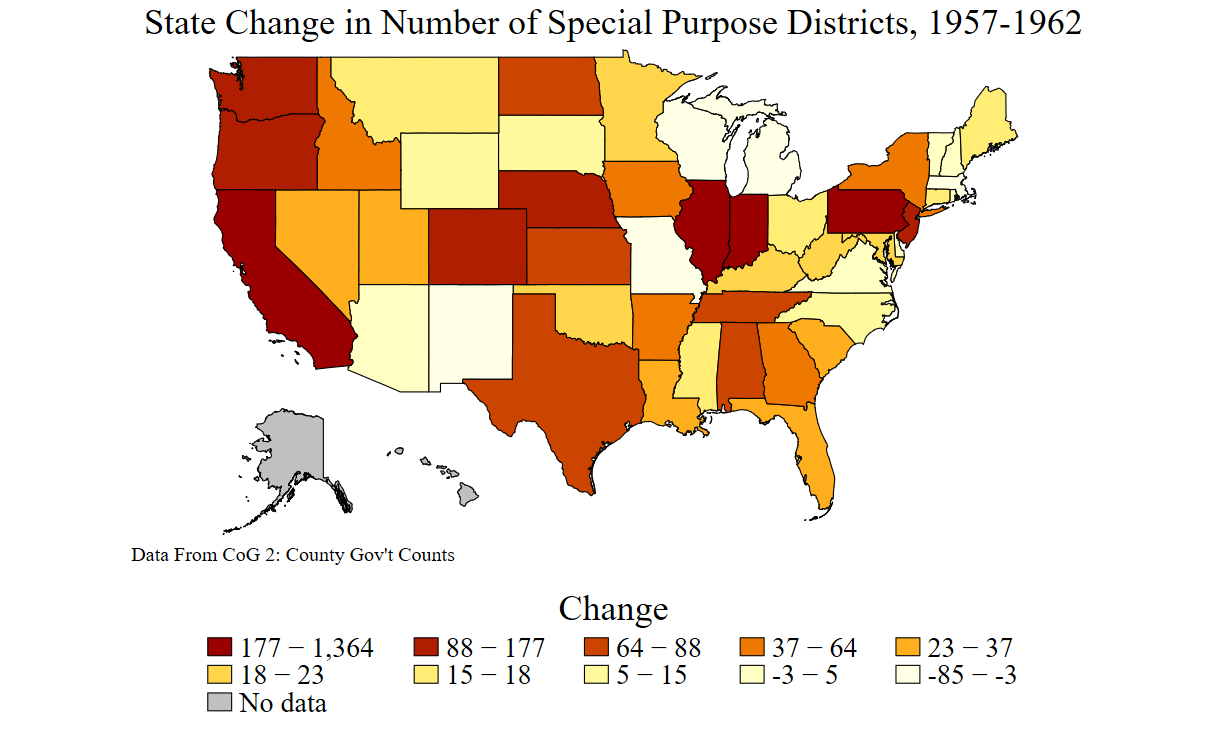 State Change in Number of Special Purpose Districts, 1957-1962
Data From CoG 2: County Gov't Counts
Change
177 − 1,364 88 − 177 64 − 88 37 − 64 23 − 37
18 − 23 15 − 18 5 − 15 -3 − 5 -85 − -3
No data